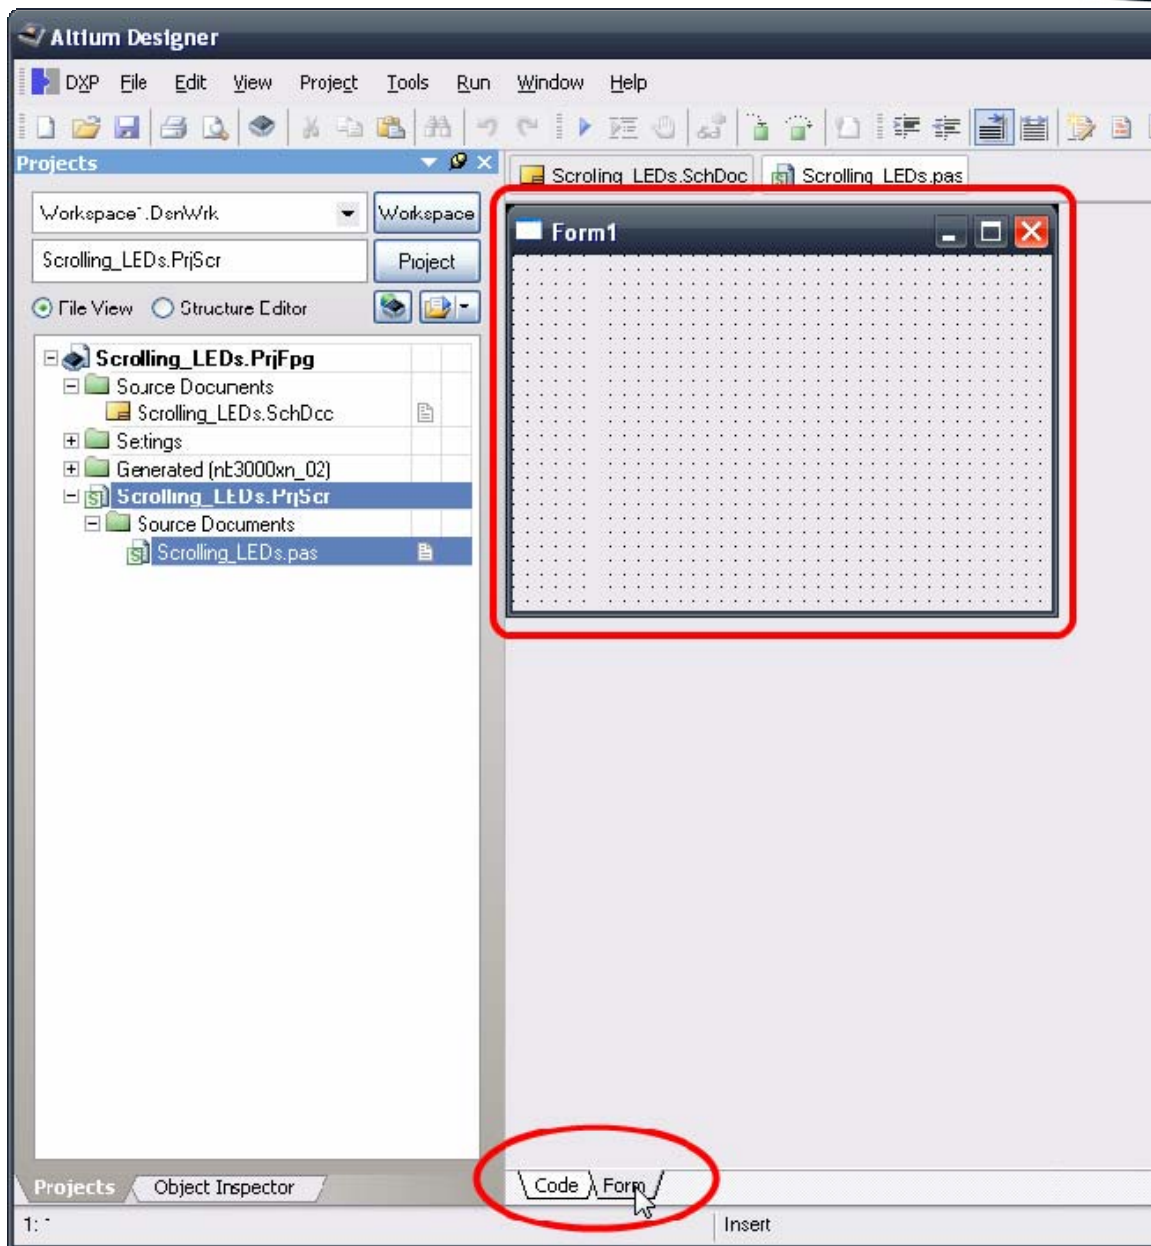 Altium Designer
DXP File Edit View Project Tools Run Window Help
Projects
Scroling_LEDs.SchDoc Scrolling_LEDs.pas
Workspace1.DsnWrk Workspace
Scrolling_LEDs.PrjScr Project
Form1
File View Structure Editor
Scrolling_LEDs.PrjFpg
Source Documents
Scrolling_LEDs.SchDoc
Settings
Generated (nb3000xn_02)
Scrolling_LEDs.PrjScr
Source Documents
Scrolling_LEDs.pas
Projects Object Inspector
Code Form
1: 1 Insert